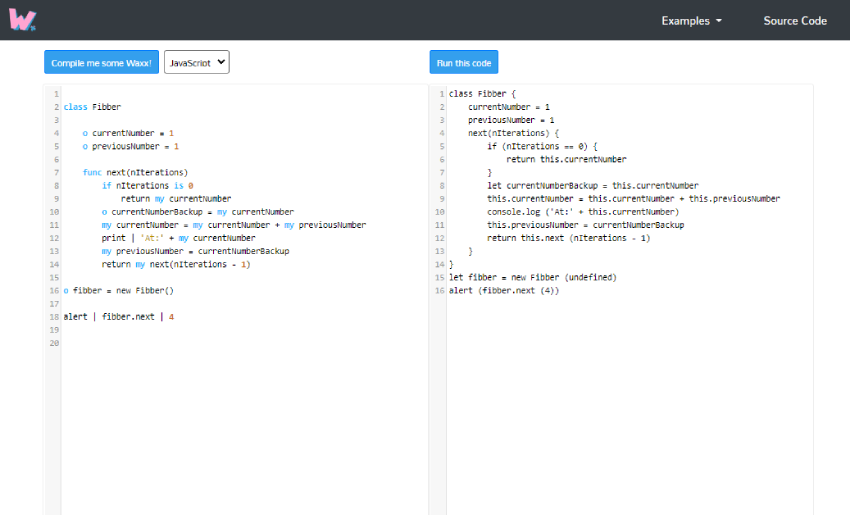 W
Examples
Source Code
Compile me some Waxx!
JavaScript
Run this code
1
2 class Fibber
3
4 o currentNumber = 1
5 o previousNumber = 1
6
7 func next(nIterations)
8 if nIterations is 0
9 return my currentNumber
10 o currentNumberBackup = my currentNumber
11 my currentNumber = my currentNumber + my previousNumber
12 print | 'At:' + my currentNumber
13 my previousNumber = currentNumberBackup
14 return my next(nIterations - 1)
15
16 o fibber = new Fibber()
17
18 alert | fibber.next | 4
19
20
1 class Fibber {
2 currentNumber = 1
3 previousNumber = 1
4 next(nIterations) {
5 if (nIterations == 0) {
6 return this.currentNumber
7 }
8 let currentNumberBackup = this.currentNumber
9 this.currentNumber = this.currentNumber + this.previousNumber
10 console.log ('At:' + this.currentNumber)
11 this.previousNumber = currentNumberBackup
12 return this.next (nIterations - 1)
13 }
14 }
15 let fibber = new Fibber (undefined)
16 alert (fibber.next (4))